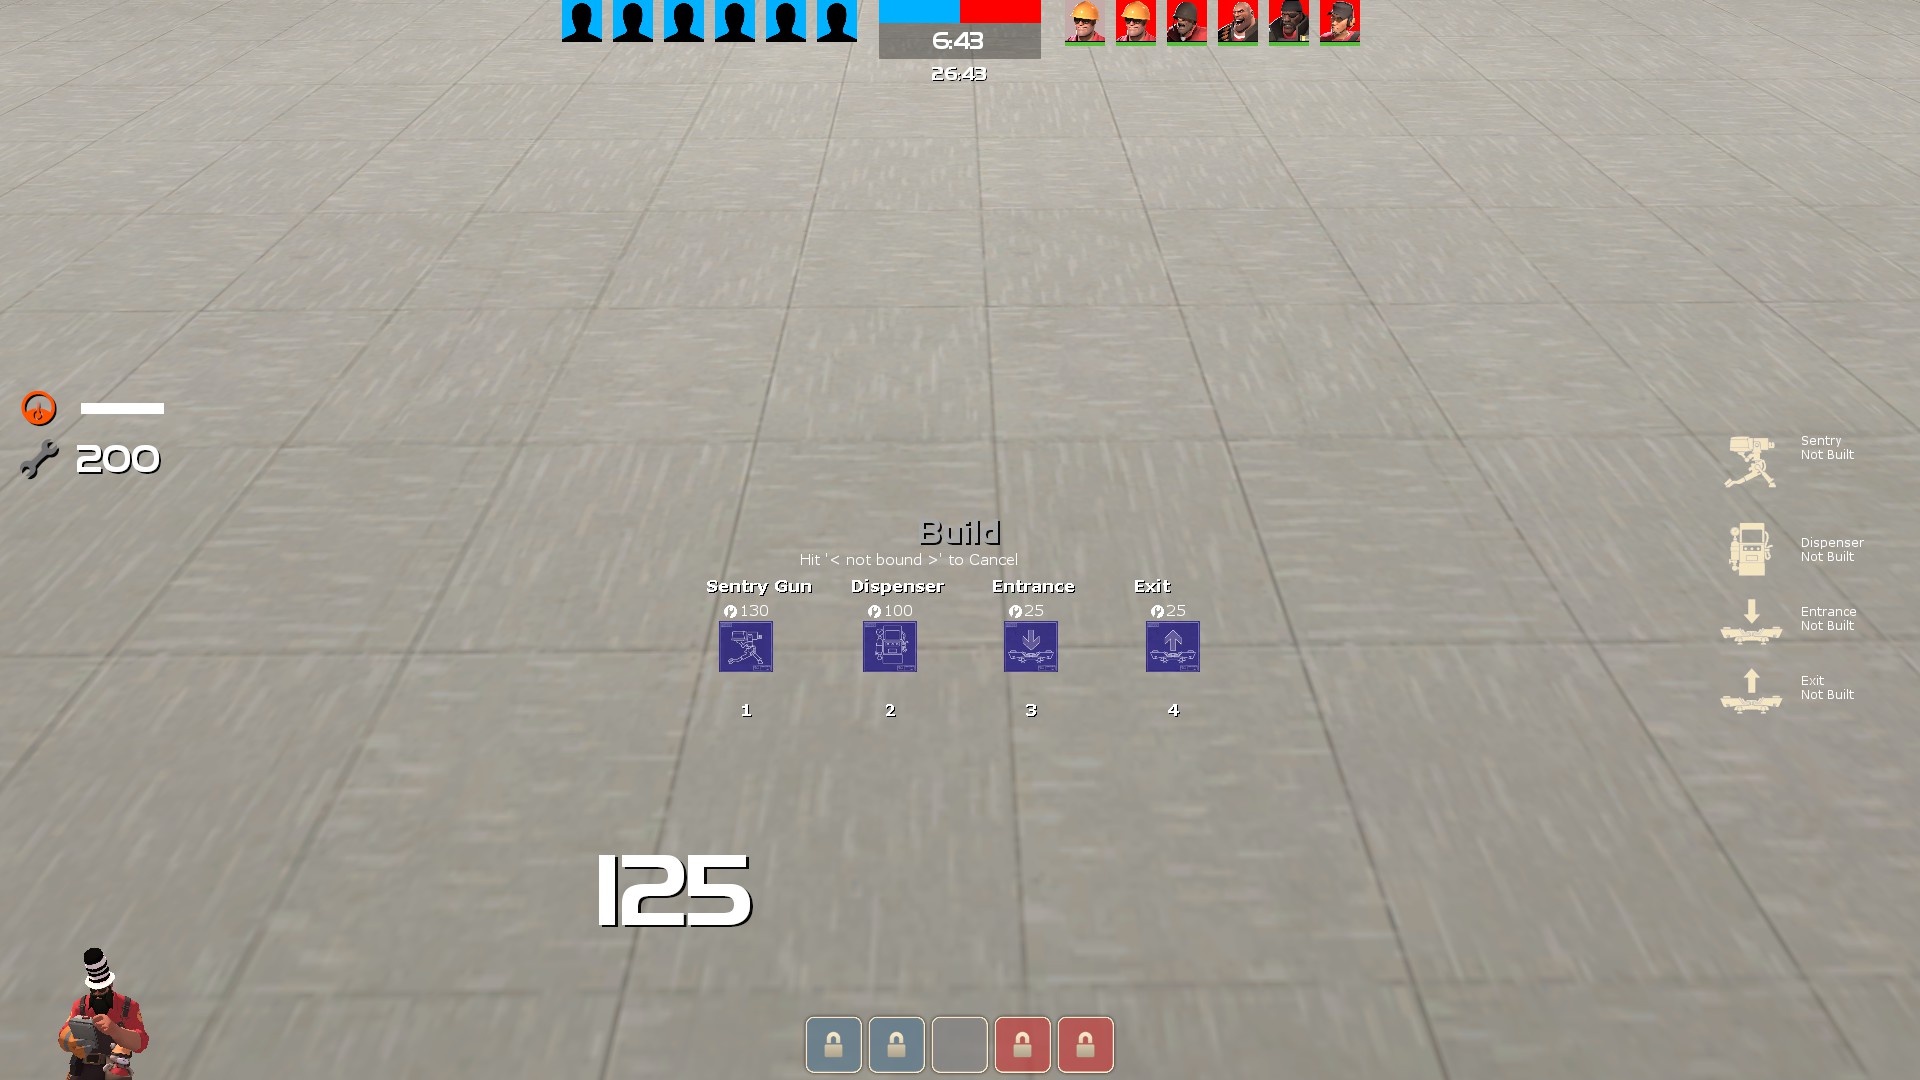 6:43
26:43
200
Sentry
Not Built
Build
Hit '< not bound >' to Cancel
Dispenser
Not Built
Sentry Gun Dispenser Entrance Exit
130 100 25 25
Entrance
Not Built
1 2 3 4
Exit
Not Built
125